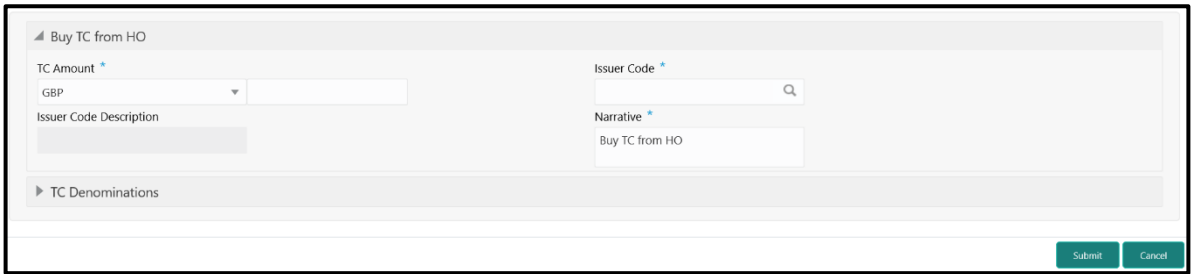 Buy TC from HO
TC Amount *
Issuer Code *
GBP
Issuer Code Description
Narrative *
Buy TC from HO
TC Denominations
Submit
Cancel